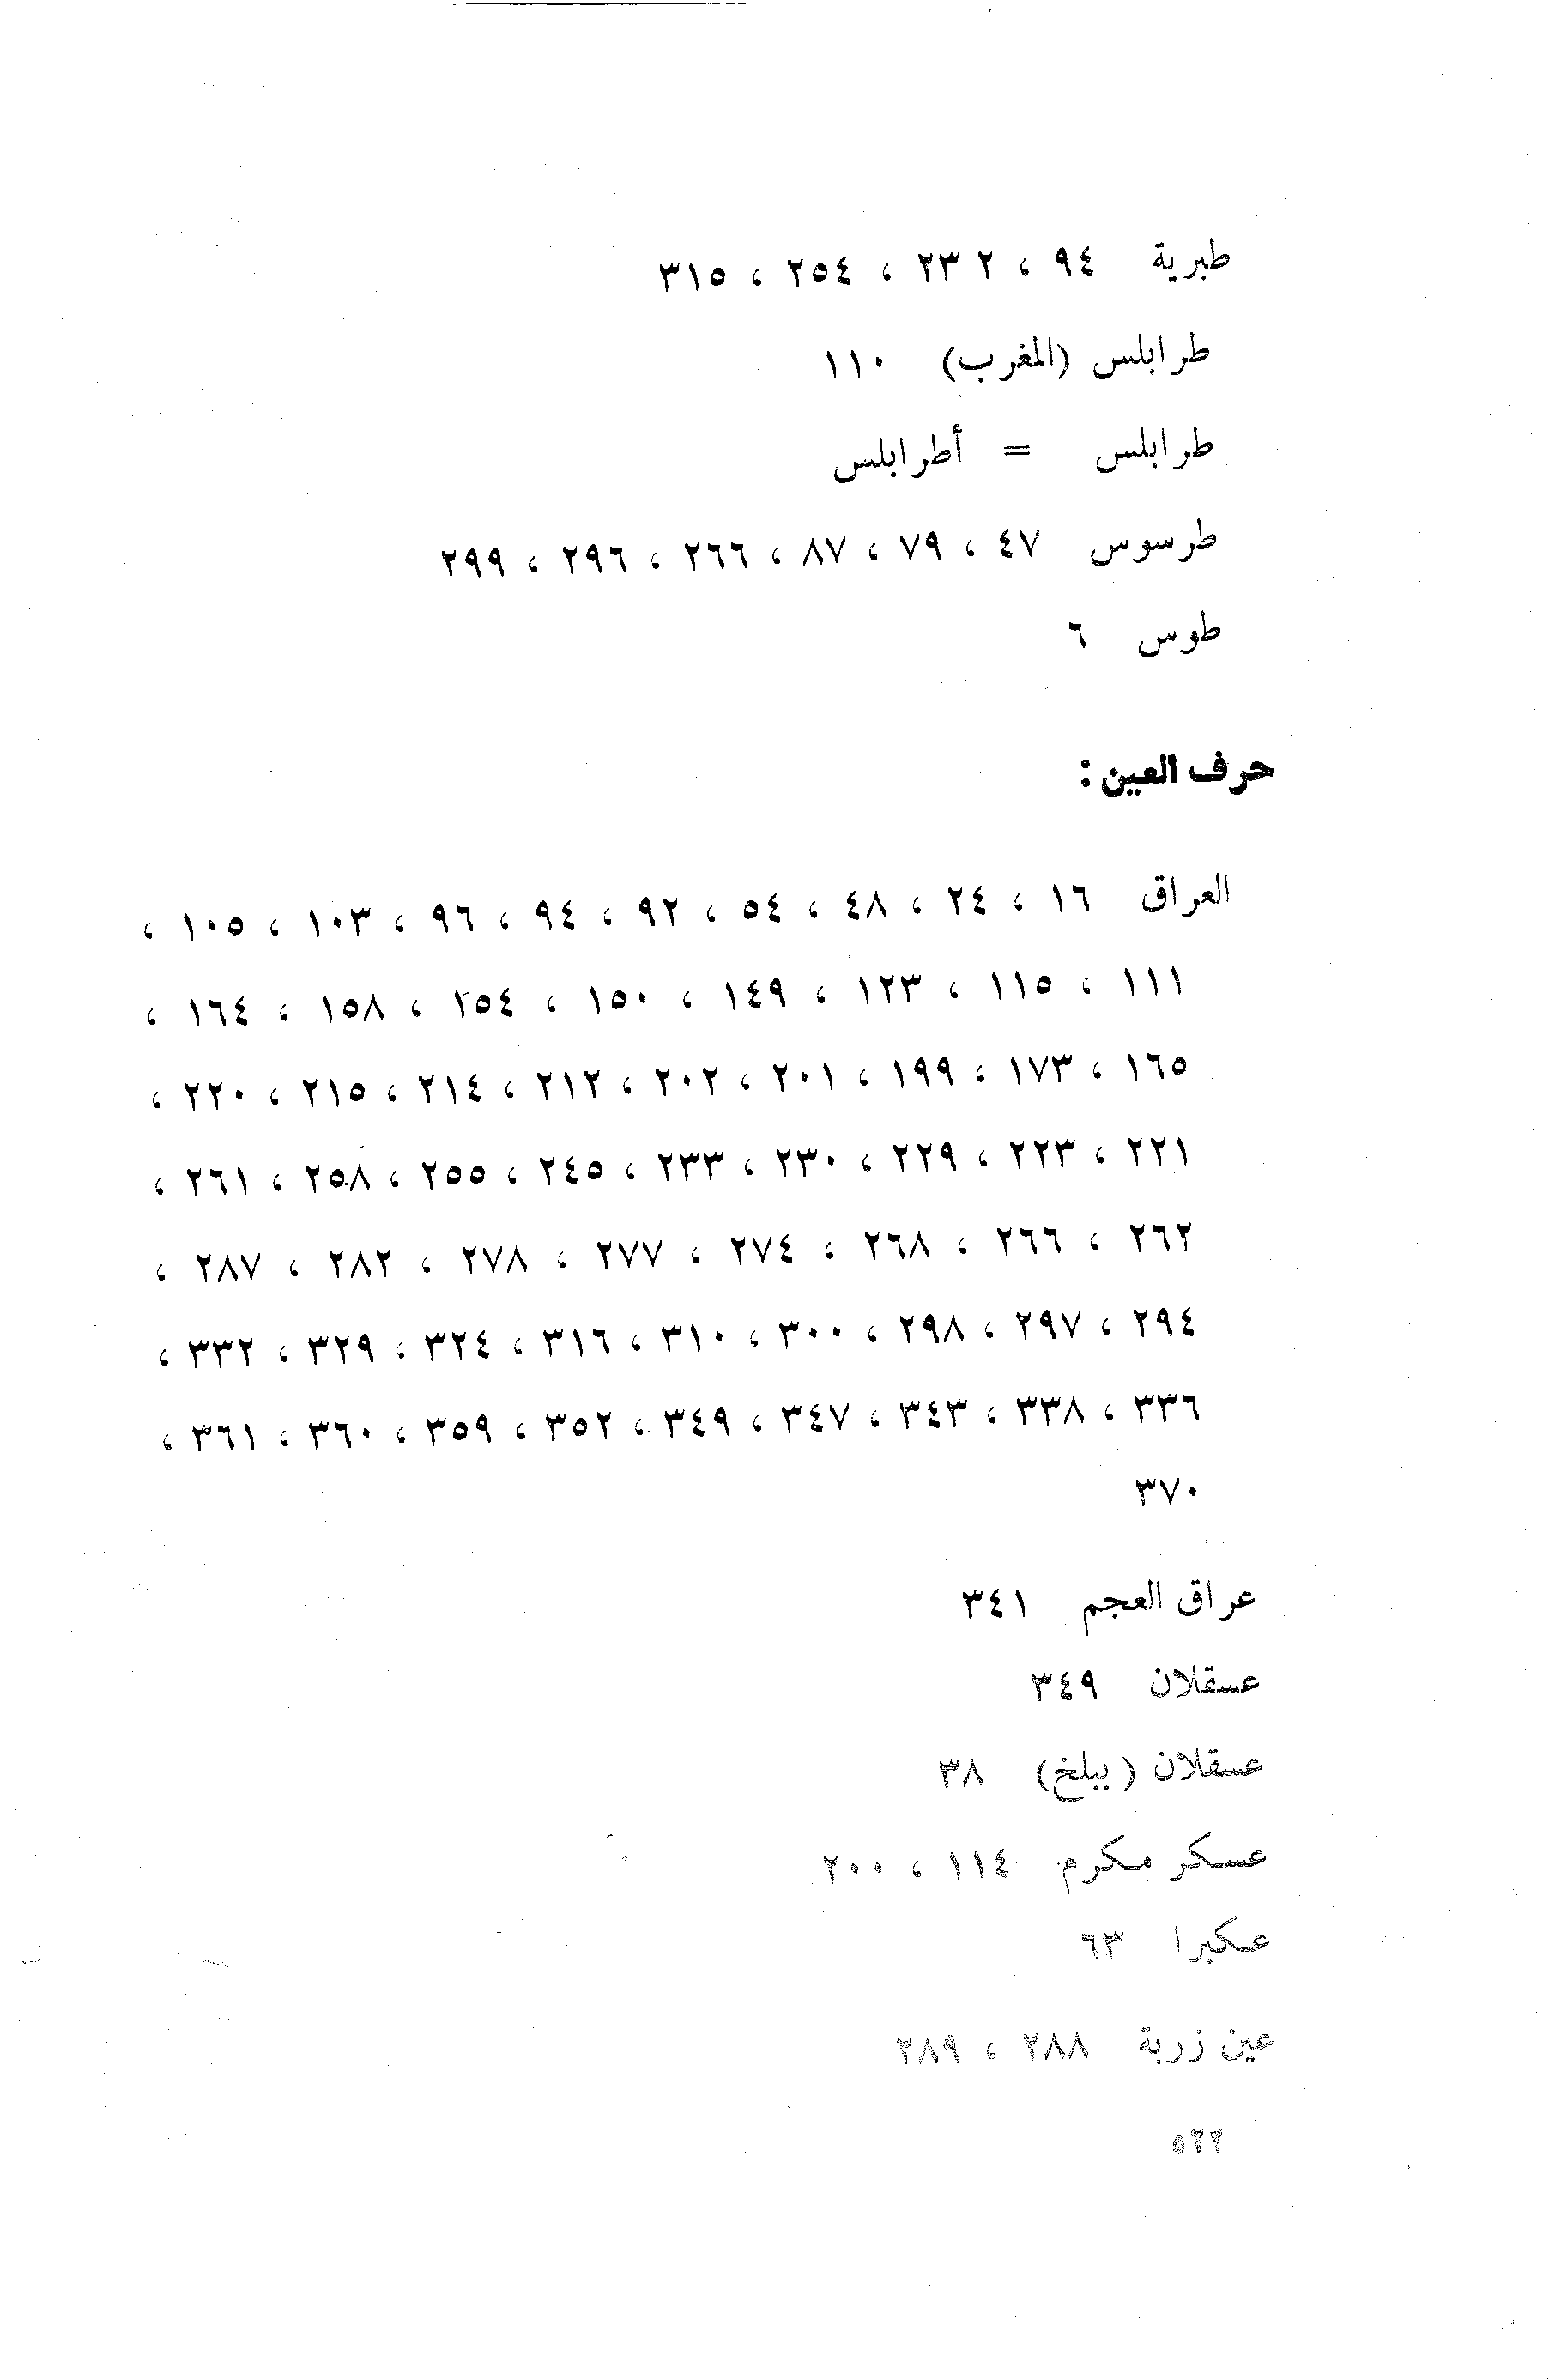 طبرية ٩٤ ، ٢٣٢ ، ٢٥٤ ، ٣١٥
طرابلس (المغرب) ١١٠
طرابلس = أطرابلس
طرسوس ٤٧ ، ٧٩ ، ٨٧ ، ٢٦٦ ، ٢٩٦ ، ٢٩٩
طوس ٦
حرف العين :
العراق ١٦ ، ٢٤ ، ٤٨ ، ٥٤ ، ٩٢ ، ٩٤ ، ٩٦ ، ١٠٣ ، ١٠٥ ،
١١١ ، ١١٥ ، ١٢٣ ، ١٤٩ ، ١٥٠ ، ١٥٤ ، ١٥٨ ، ١٦٤ ،
١٦٥ ، ١٧٣ ، ١٩٩ ، ٢٠١ ، ٢٠٢ ، ٢١٢ ، ٢١٤ ، ٢١٥ ، ٢٢٠ ،
٢٢١ ، ٢٢٣ ، ٢٢٩ ، ٢٣٠ ، ٢٣٣ ، ٢٤٥ ، ٢٥٥ ، ٢٥٨ ، ٢٦١ ،
٢٦٢ ، ٢٦٦ ، ٢٦٨ ، ٢٧٤ ، ٢٧٧ ، ٢٧٨ ، ٢٨٢ ، ٢٨٧ ،
٢٩٤ ، ٢٩٧ ، ٢٩٨ ، ٣٠٠ ، ٣١٠ ، ٣١٦ ، ٣٢٤ ، ٣٢٩ ، ٣٣٢ ،
٣٣٦ ، ٣٣٨ ، ٣٤٣ ، ٣٤٧ ، ٣٤٩ ، ٣٥٢ ، ٣٥٩ ، ٣٦٠ ، ٣٦١ ،
٣٧٠
عراق العجم ٣٤١
عسقلان ٣٤٩
عسقلان (ببلخ) ٣٨
عسكر مكرم ١١٤ ، ٢٠٠
عكبرا ٦٣
عين زربة ٢٨٨ ، ٢٨٩
٥٢٢